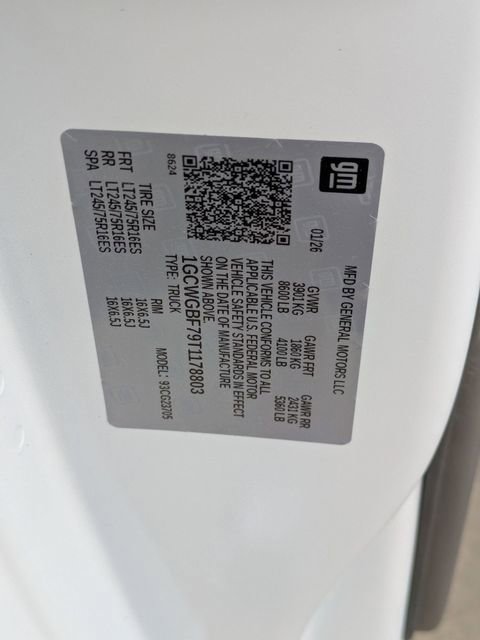 gm
MFD BY GENERAL MOTORS LLC
01/26 GVWR GAWR FRT GAWR RR
3901 KG 1860 KG 2431 KG
8600 LB 4100 LB 5360 LB
THIS VEHICLE CONFORMS TO ALL
APPLICABLE U.S. FEDERAL MOTOR
VEHICLE SAFETY STANDARDS IN EFFECT
ON THE DATE OF MANUFACTURE
SHOWN ABOVE.
1GCWGBF79T1178803
8624 TYPE: TRUCK MODEL: 93CG23705
TIRE SIZE RIM
FRT LT245/75R16ES 16X6.5J
RR LT245/75R16ES 16X6.5J
SPA LT245/75R16ES 16X6.5J